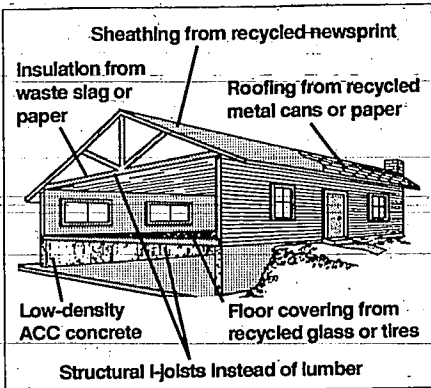 Sheathing from recycled newsprint
Insulation from
waste slag or
paper
Roofing from recycled
metal cans or paper
Low-density
ACC concrete
Floor covering from
recycled glass or tires
Structural I-joists instead of lumber